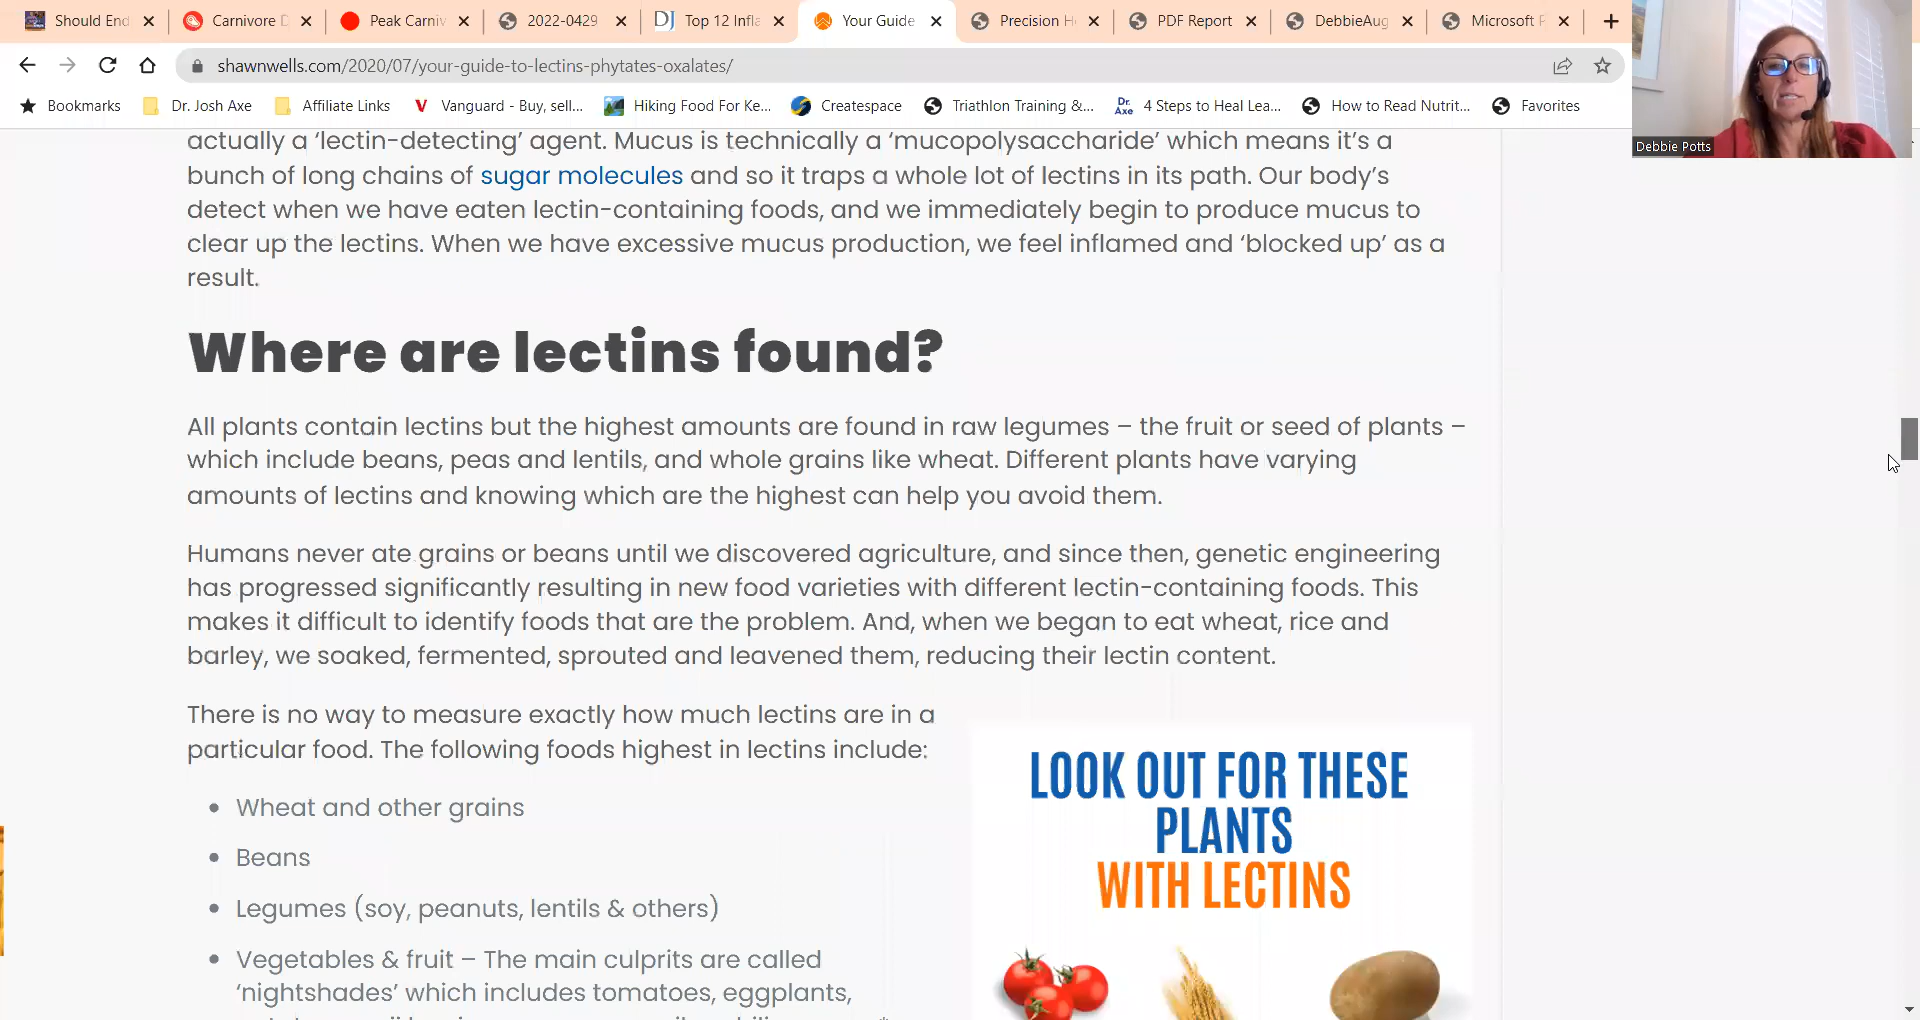 Should End
Carnivore D
Peak Carniv
2022-0429
DJ Top 12 Infla
Your Guide
Precision H
PDF Report
DebbieAug
Microsoft F
shawnwells.com/2020/07/your-guide-to-lectins-phytates-oxalates/
Bookmarks
Dr. Josh Axe
Affiliate Links
Vanguard - Buy, sell...
Hiking Food For Ke...
Createspace
Triathlon Training &...
Dr. Axe
4 Steps to Heal Lea...
How to Read Nutrit...
Favorites
Debbie Potts
actually a ‘lectin-detecting’ agent. Mucus is technically a ‘mucopolysaccharide’ which means it’s a
bunch of long chains of sugar molecules and so it traps a whole lot of lectins in its path. Our body’s
detect when we have eaten lectin-containing foods, and we immediately begin to produce mucus to
clear up the lectins. When we have excessive mucus production, we feel inflamed and ‘blocked up’ as a
result.
Where are lectins found?
All plants contain lectins but the highest amounts are found in raw legumes – the fruit or seed of plants –
which include beans, peas and lentils, and whole grains like wheat. Different plants have varying
amounts of lectins and knowing which are the highest can help you avoid them.
Humans never ate grains or beans until we discovered agriculture, and since then, genetic engineering
has progressed significantly resulting in new food varieties with different lectin-containing foods. This
makes it difficult to identify foods that are the problem. And, when we began to eat wheat, rice and
barley, we soaked, fermented, sprouted and leavened them, reducing their lectin content.
There is no way to measure exactly how much lectins are in a
particular food. The following foods highest in lectins include:
• Wheat and other grains
• Beans
• Legumes (soy, peanuts, lentils & others)
• Vegetables & fruit – The main culprits are called
‘nightshades’ which includes tomatoes, eggplants,
LOOK OUT FOR THESE
PLANTS
WITH LECTINS